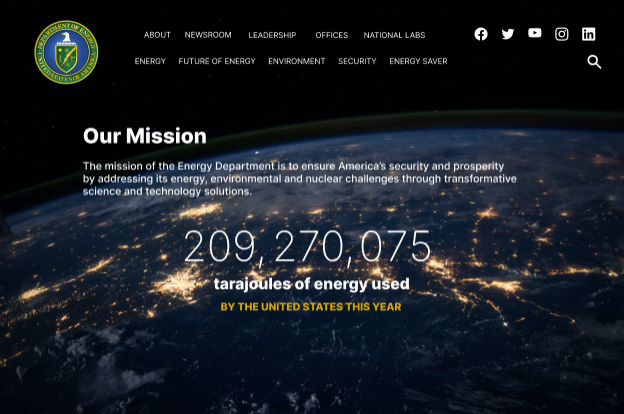 DEPARTMENT OF ENERGY
UNITED STATES OF AMERICA
ABOUT NEWSROOM LEADERSHIP OFFICES NATIONAL LABS
ENERGY FUTURE OF ENERGY ENVIRONMENT SECURITY ENERGY SAVER
Our Mission
The mission of the Energy Department is to ensure America's security and prosperity
by addressing its energy, environmental and nuclear challenges through transformative
science and technology solutions.
209,270,075
tarajoules of energy used
BY THE UNITED STATES THIS YEAR